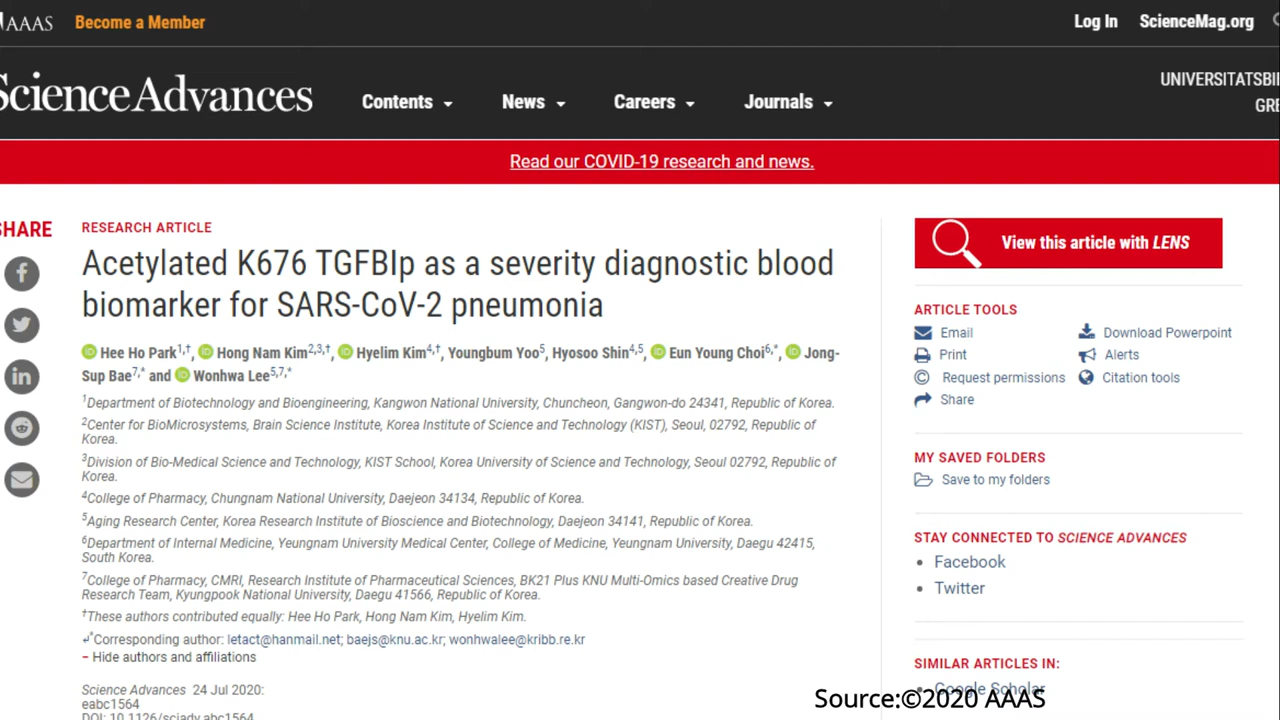 AAAS Become a Member Log In ScienceMag.org
ScienceAdvances Contents News Careers Journals UNIVERSITATSBI
GRE
Read our COVID-19 research and news.
SHARE
RESEARCH ARTICLE
Acetylated K676 TGFBIp as a severity diagnostic blood
biomarker for SARS-CoV-2 pneumonia
Hee Ho Park1,†, Hong Nam Kim2,3,†, Hyelim Kim4,†, Youngbum Yoo5, Hyosoo Shin4,5, Eun Young Choi6,*, Jong-
Sup Bae7,* and Wonhwa Lee5,7,*
1Department of Biotechnology and Bioengineering, Kangwon National University, Chuncheon, Gangwon-do 24341, Republic of Korea.
2Center for BioMicrosystems, Brain Science Institute, Korea Institute of Science and Technology (KIST), Seoul, 02792, Republic of
Korea.
3Division of Bio-Medical Science and Technology, KIST School, Korea University of Science and Technology, Seoul 02792, Republic of
Korea.
4College of Pharmacy, Chungnam National University, Daejeon 34134, Republic of Korea.
5Aging Research Center, Korea Research Institute of Bioscience and Biotechnology, Daejeon 34141, Republic of Korea.
6Department of Internal Medicine, Yeungnam University Medical Center, College of Medicine, Yeungnam University, Daegu 42415,
South Korea.
7College of Pharmacy, CMRI, Research Institute of Pharmaceutical Sciences, BK21 Plus KNU Multi-Omics based Creative Drug
Research Team, Kyungpook National University, Daegu 41566, Republic of Korea.
†These authors contributed equally: Hee Ho Park, Hong Nam Kim, Hyelim Kim.
↵*Corresponding author: letact@hanmail.net; baejs@knu.ac.kr; wonhwalee@kribb.re.kr
– Hide authors and affiliations
Science Advances 24 Jul 2020:
eabc1564
DOI: 10.1126/sciadv.abc1564
View this article with LENS
ARTICLE TOOLS
Email Download Powerpoint
Print Alerts
© Request permissions Citation tools
Share
MY SAVED FOLDERS
Save to my folders
STAY CONNECTED TO SCIENCE ADVANCES
• Facebook
• Twitter
SIMILAR ARTICLES IN:
• Google Scholar
Source:©2020 AAAS